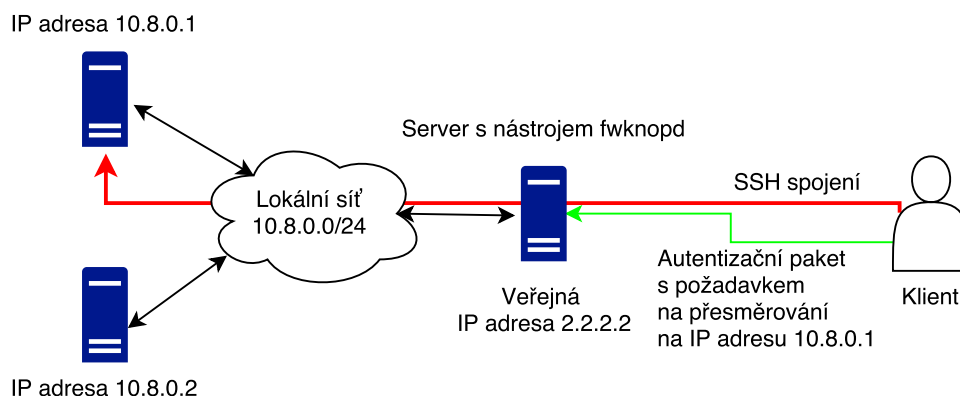 IP adresa 10.8.0.1
Server s nástrojem fwknopd
SSH spojení
Lokální síť
10.8.0.0/24
Autentizační paket
s požadavkem
na přesměrování
na IP adresu 10.8.0.1
Veřejná
IP adresa 2.2.2.2
Klient
IP adresa 10.8.0.2